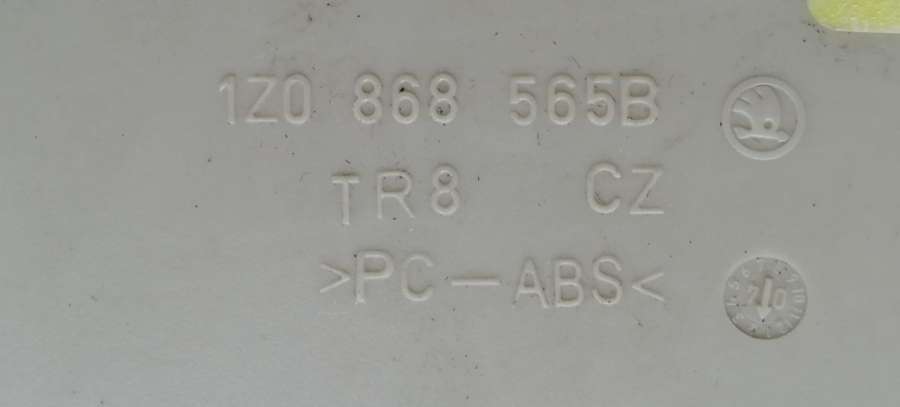 1Z0 868 565B
TR8 CZ
>PC-ABS<